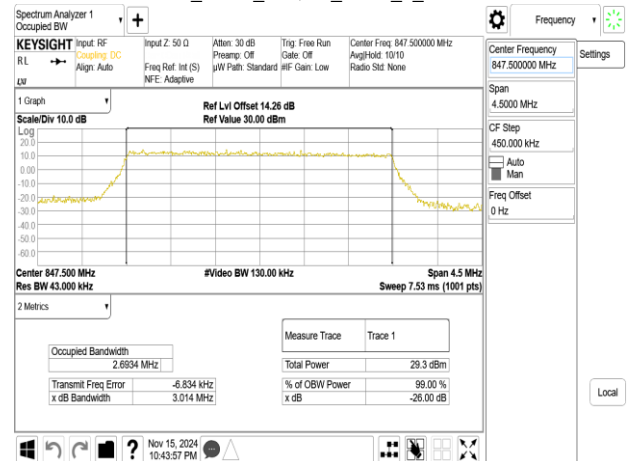 Spectrum Analyzer 1
Occupied BW
Frequency
KEYSIGHT
Input: RF
Input Z: 50 Ω
Atten: 30 dB
Trig: Free Run
Center Freq: 847.500000 MHz
RL
Coupling: DC
Preamp: Off
Gate: Off
Avg|Hold: 10/10
Align: Auto
Freq Ref: Int (S)
µW Path: Standard
#IF Gain: Low
Radio Std: None
NFE: Adaptive
LXI
Center Frequency
847.500000 MHz
Settings
Span
4.5000 MHz
CF Step
450.000 kHz
Auto
Man
Freq Offset
0 Hz
1 Graph
Ref Lvl Offset 14.26 dB
Scale/Div 10.0 dB
Ref Value 30.00 dBm
Log
20.0
10.0
0.00
-10.0
-20.0
-30.0
-40.0
-50.0
-60.0
Center 847.500 MHz
#Video BW 130.00 kHz
Span 4.5 MHz
Res BW 43.000 kHz
Sweep 7.53 ms (1001 pts)
2 Metrics
Measure Trace
Trace 1
Occupied Bandwidth
2.6934 MHz
Total Power
29.3 dBm
Transmit Freq Error
-6.834 kHz
% of OBW Power
99.00 %
x dB Bandwidth
3.014 MHz
x dB
-26.00 dB
Local
?
Nov 15, 2024
10:43:57 PM